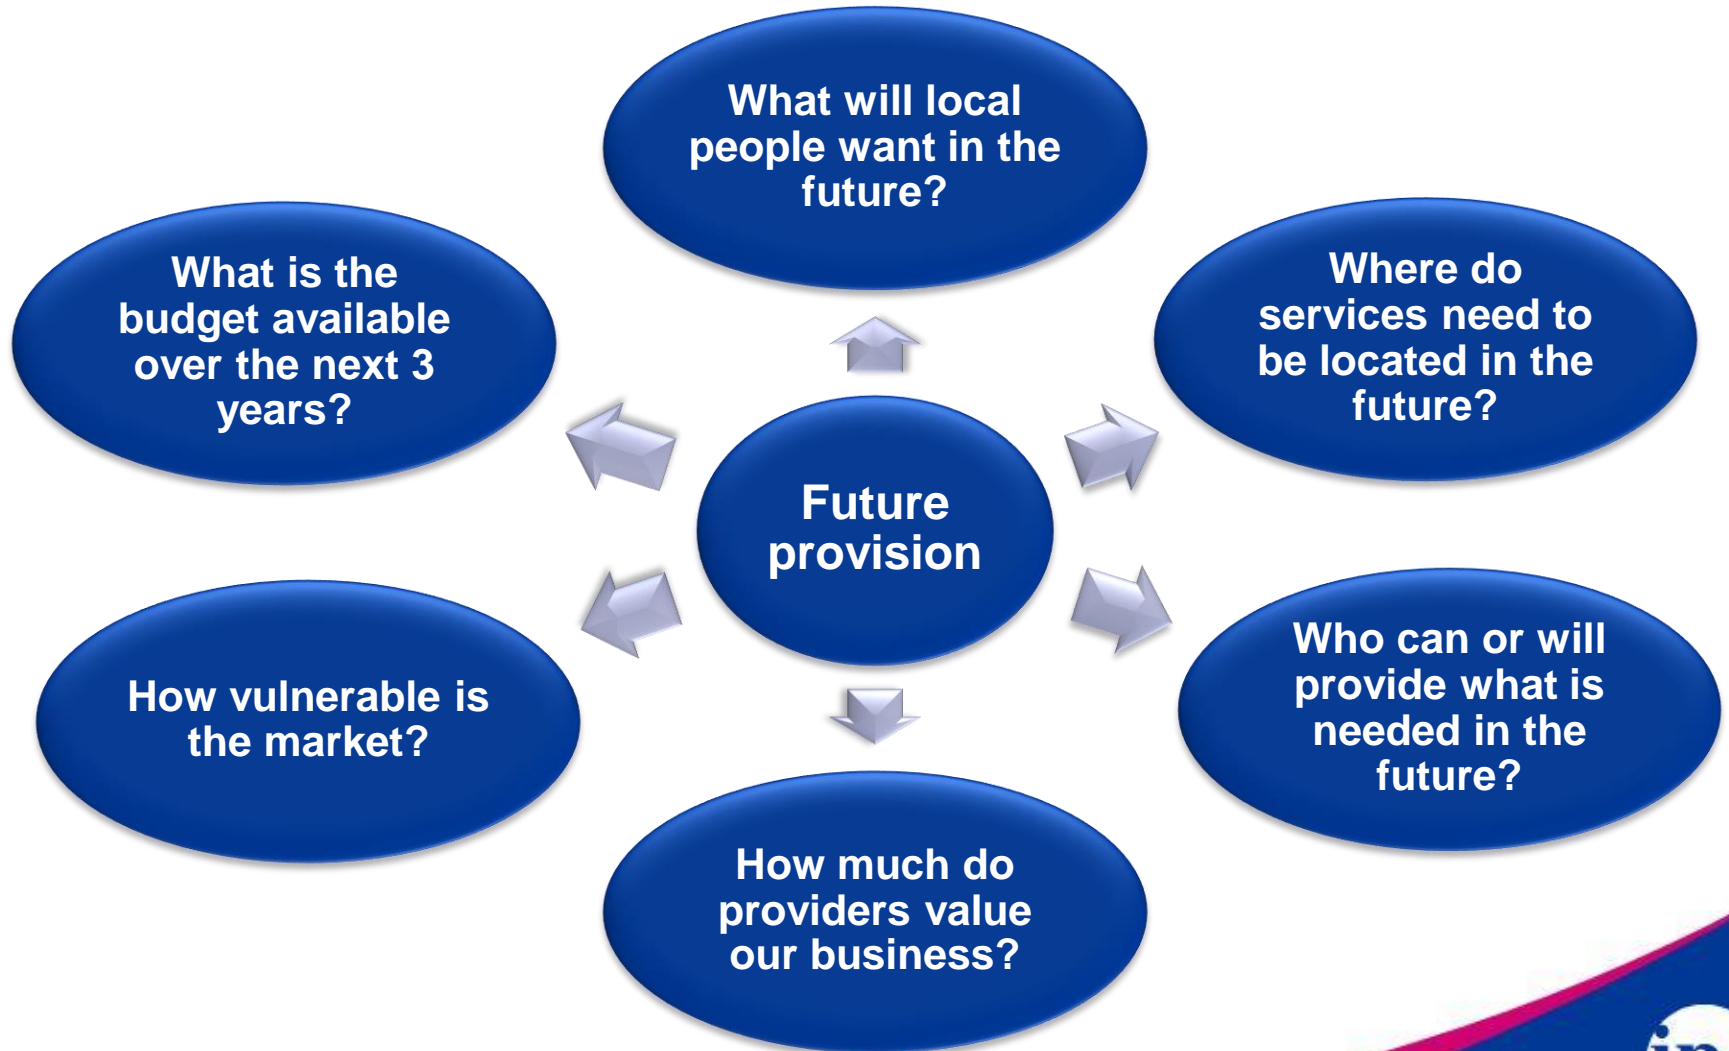 What will local
people want in the
future?
What is the
budget available
over the next 3
years?
Where do
services need to
be located in the
future?
Future
provision
How vulnerable is
the market?
Who can or will
provide what is
needed in the
future?
How much do
providers value
our business?